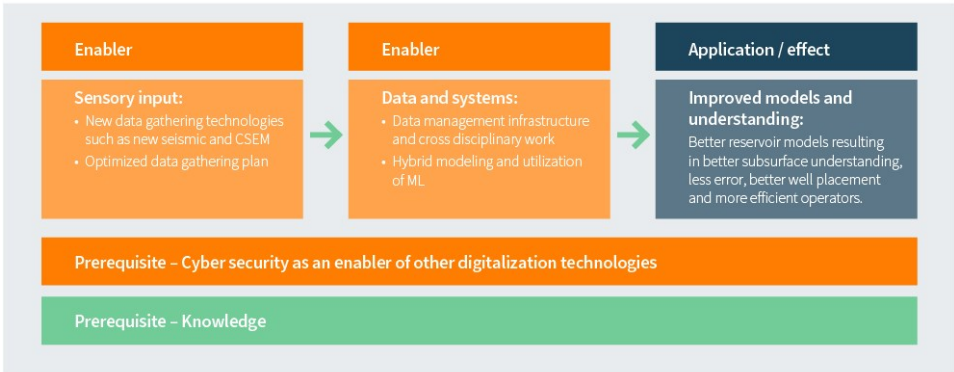 Enabler
Sensory input:
• New data gathering technologies
such as new seismic and CSEM
• Optimized data gathering plan
Enabler
Data and systems:
• Data management infrastructure
and cross disciplinary work
• Hybrid modeling and utilization
of ML
Application / effect
Improved models and
understanding:
Better reservoir models resulting
in better subsurface understanding,
less error, better well placement
and more efficient operators.
Prerequisite – Cyber security as an enabler of other digitalization technologies
Prerequisite – Knowledge